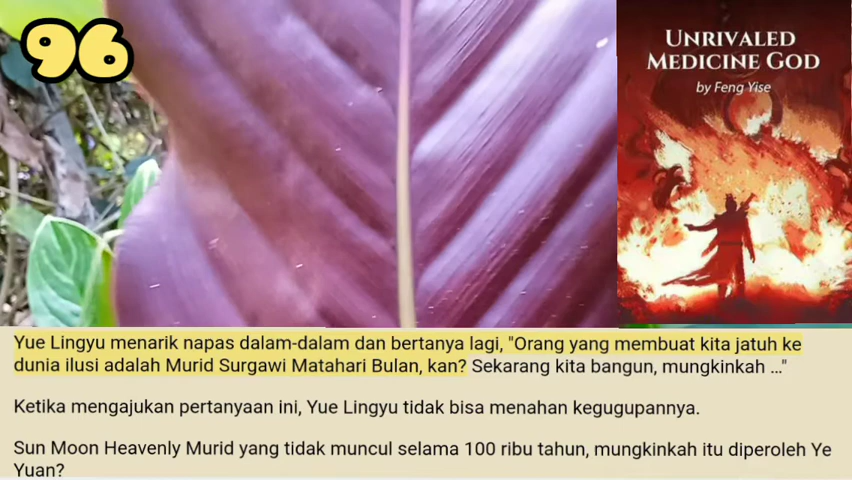 96
UNRIVALED
MEDICINE GOD
by Feng Yise
Yue Lingyu menarik napas dalam-dalam dan bertanya lagi, "Orang yang membuat kita jatuh ke
dunia ilusi adalah Murid Surgawi Matahari Bulan, kan? Sekarang kita bangun, mungkinkah ..."
Ketika mengajukan pertanyaan ini, Yue Lingyu tidak bisa menahan kegugupannya.
Sun Moon Heavenly Murid yang tidak muncul selama 100 ribu tahun, mungkinkah itu diperoleh Ye
Yuan?